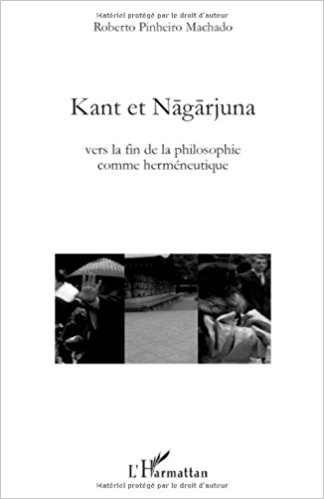 Matériel protégé par le droit d'auteur
Roberto Pinheiro Machado
Kant et Nāgārjuna
vers la fin de la philosophie
comme herméneutique
L'Harmattan
Matériel protégé par le droit d'auteur